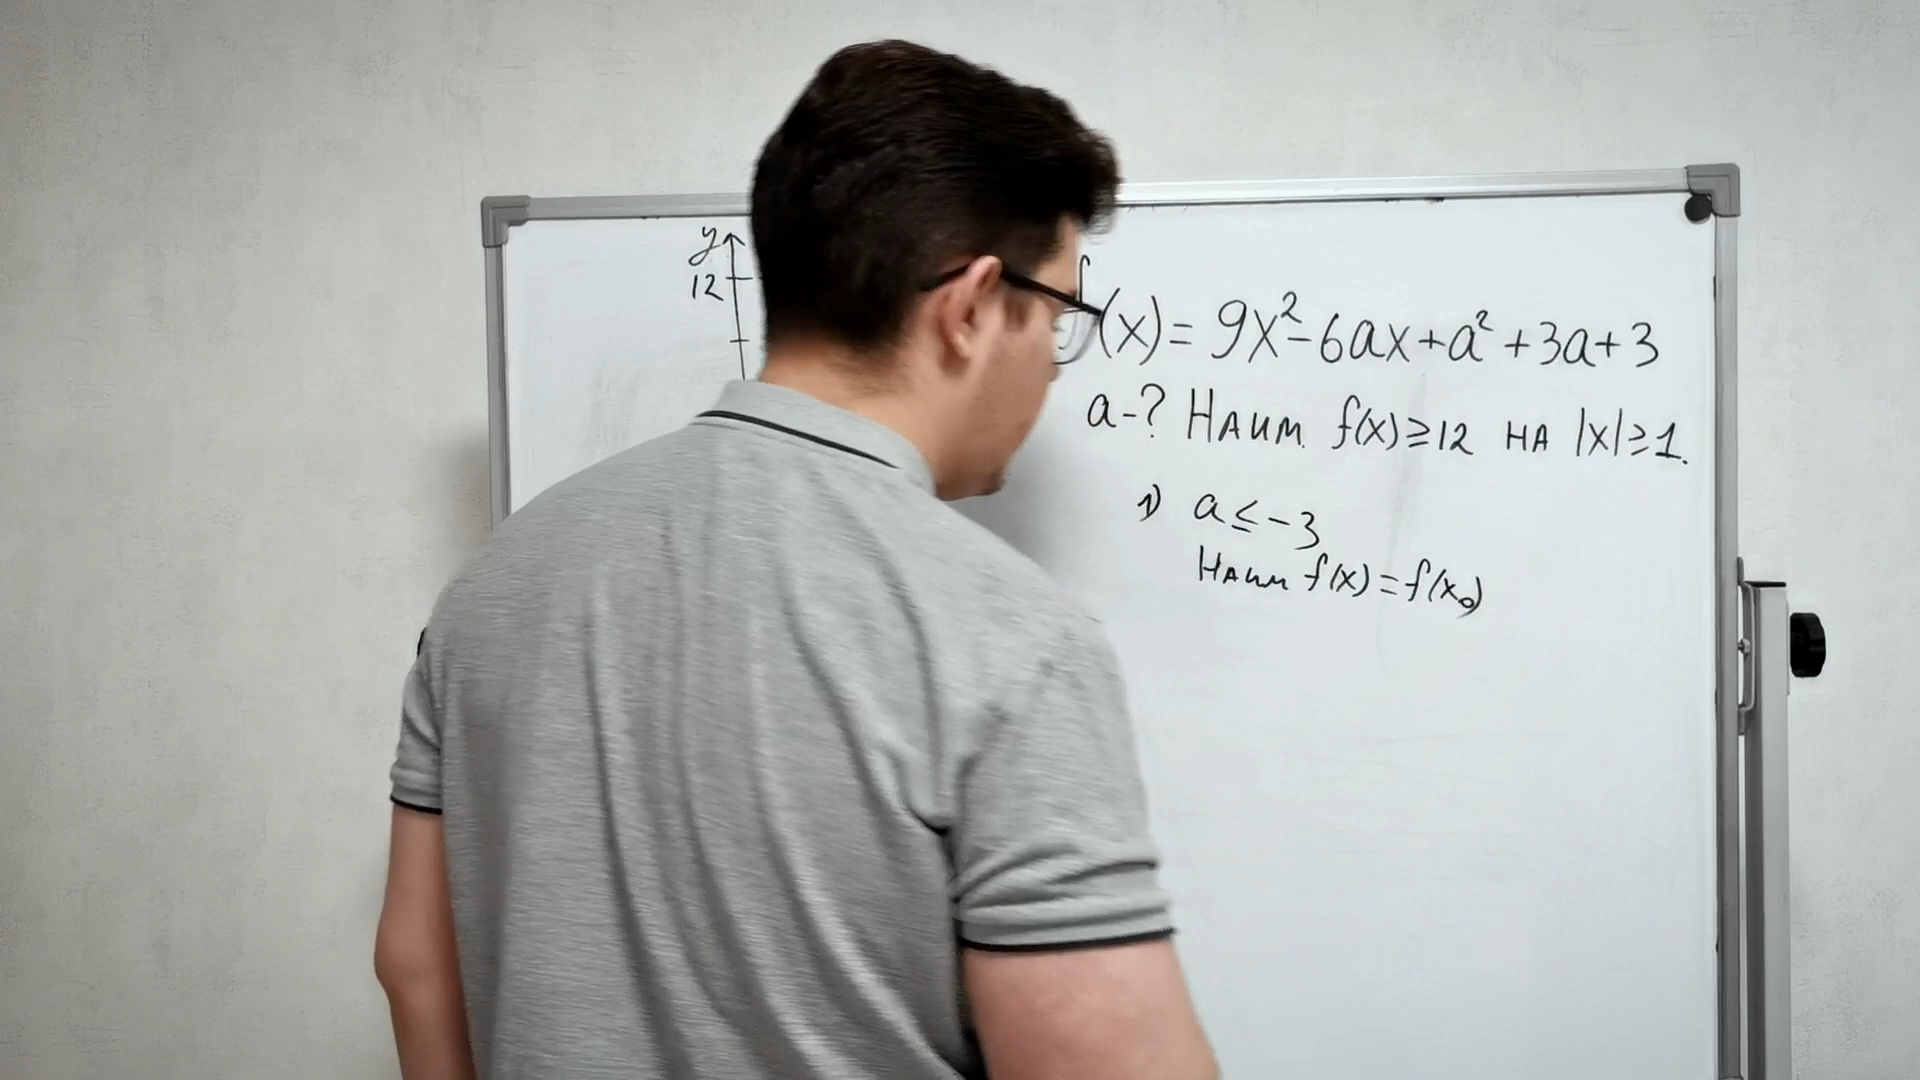 y
12
f(x) = 9x² - 6ax + a² + 3a + 3
a - ? Наим. f(x) ≥ 12 на |x| ≥ 1.
1) a ≤ -3
Наим f(x) = f(x₀)